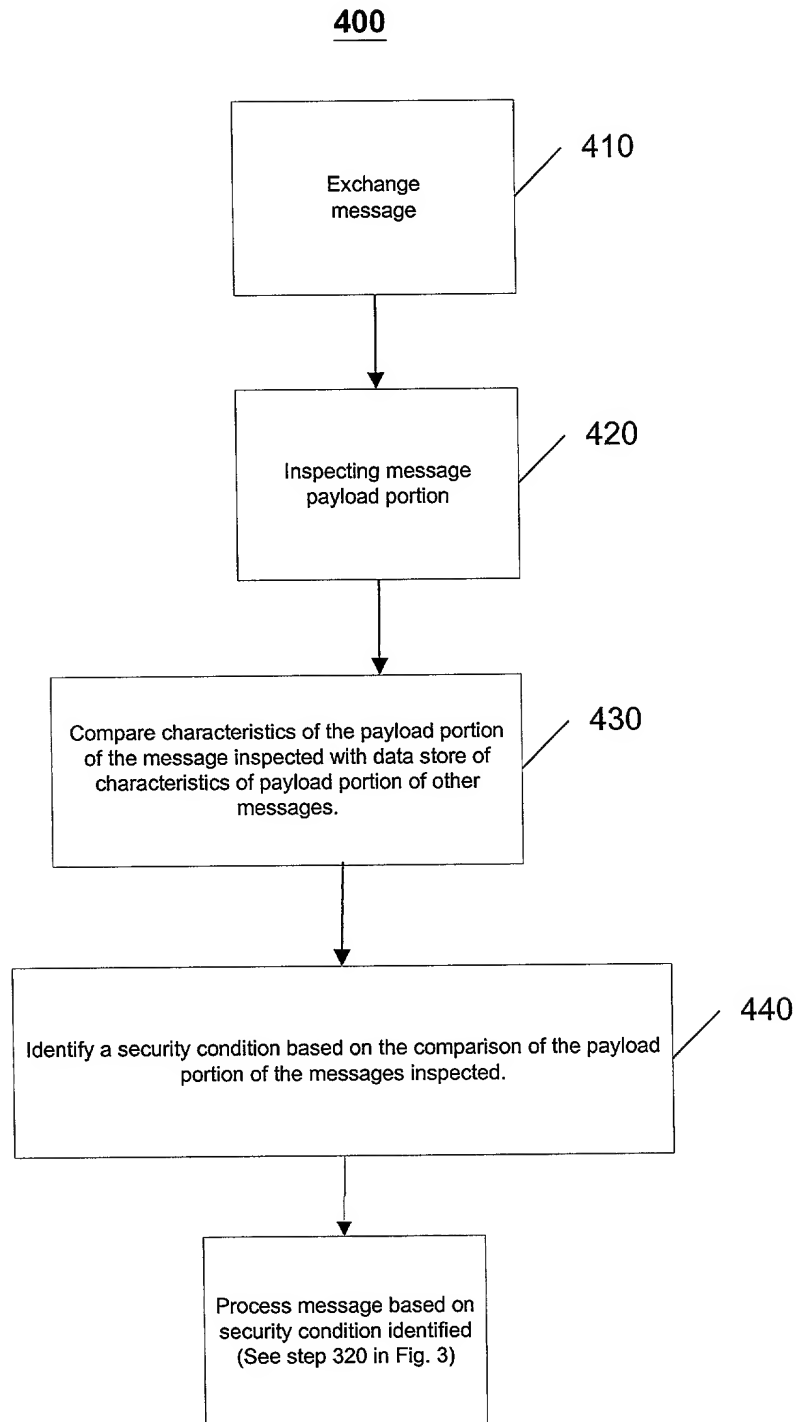 400
Exchange
message
410
Inspecting message
payload portion
420
Compare characteristics of the payload portion
of the message inspected with data store of
characteristics of payload portion of other
messages.
430
Identify a security condition based on the comparison of the payload
portion of the messages inspected.
440
Process message based on
security condition identified
(See step 320 in Fig. 3)